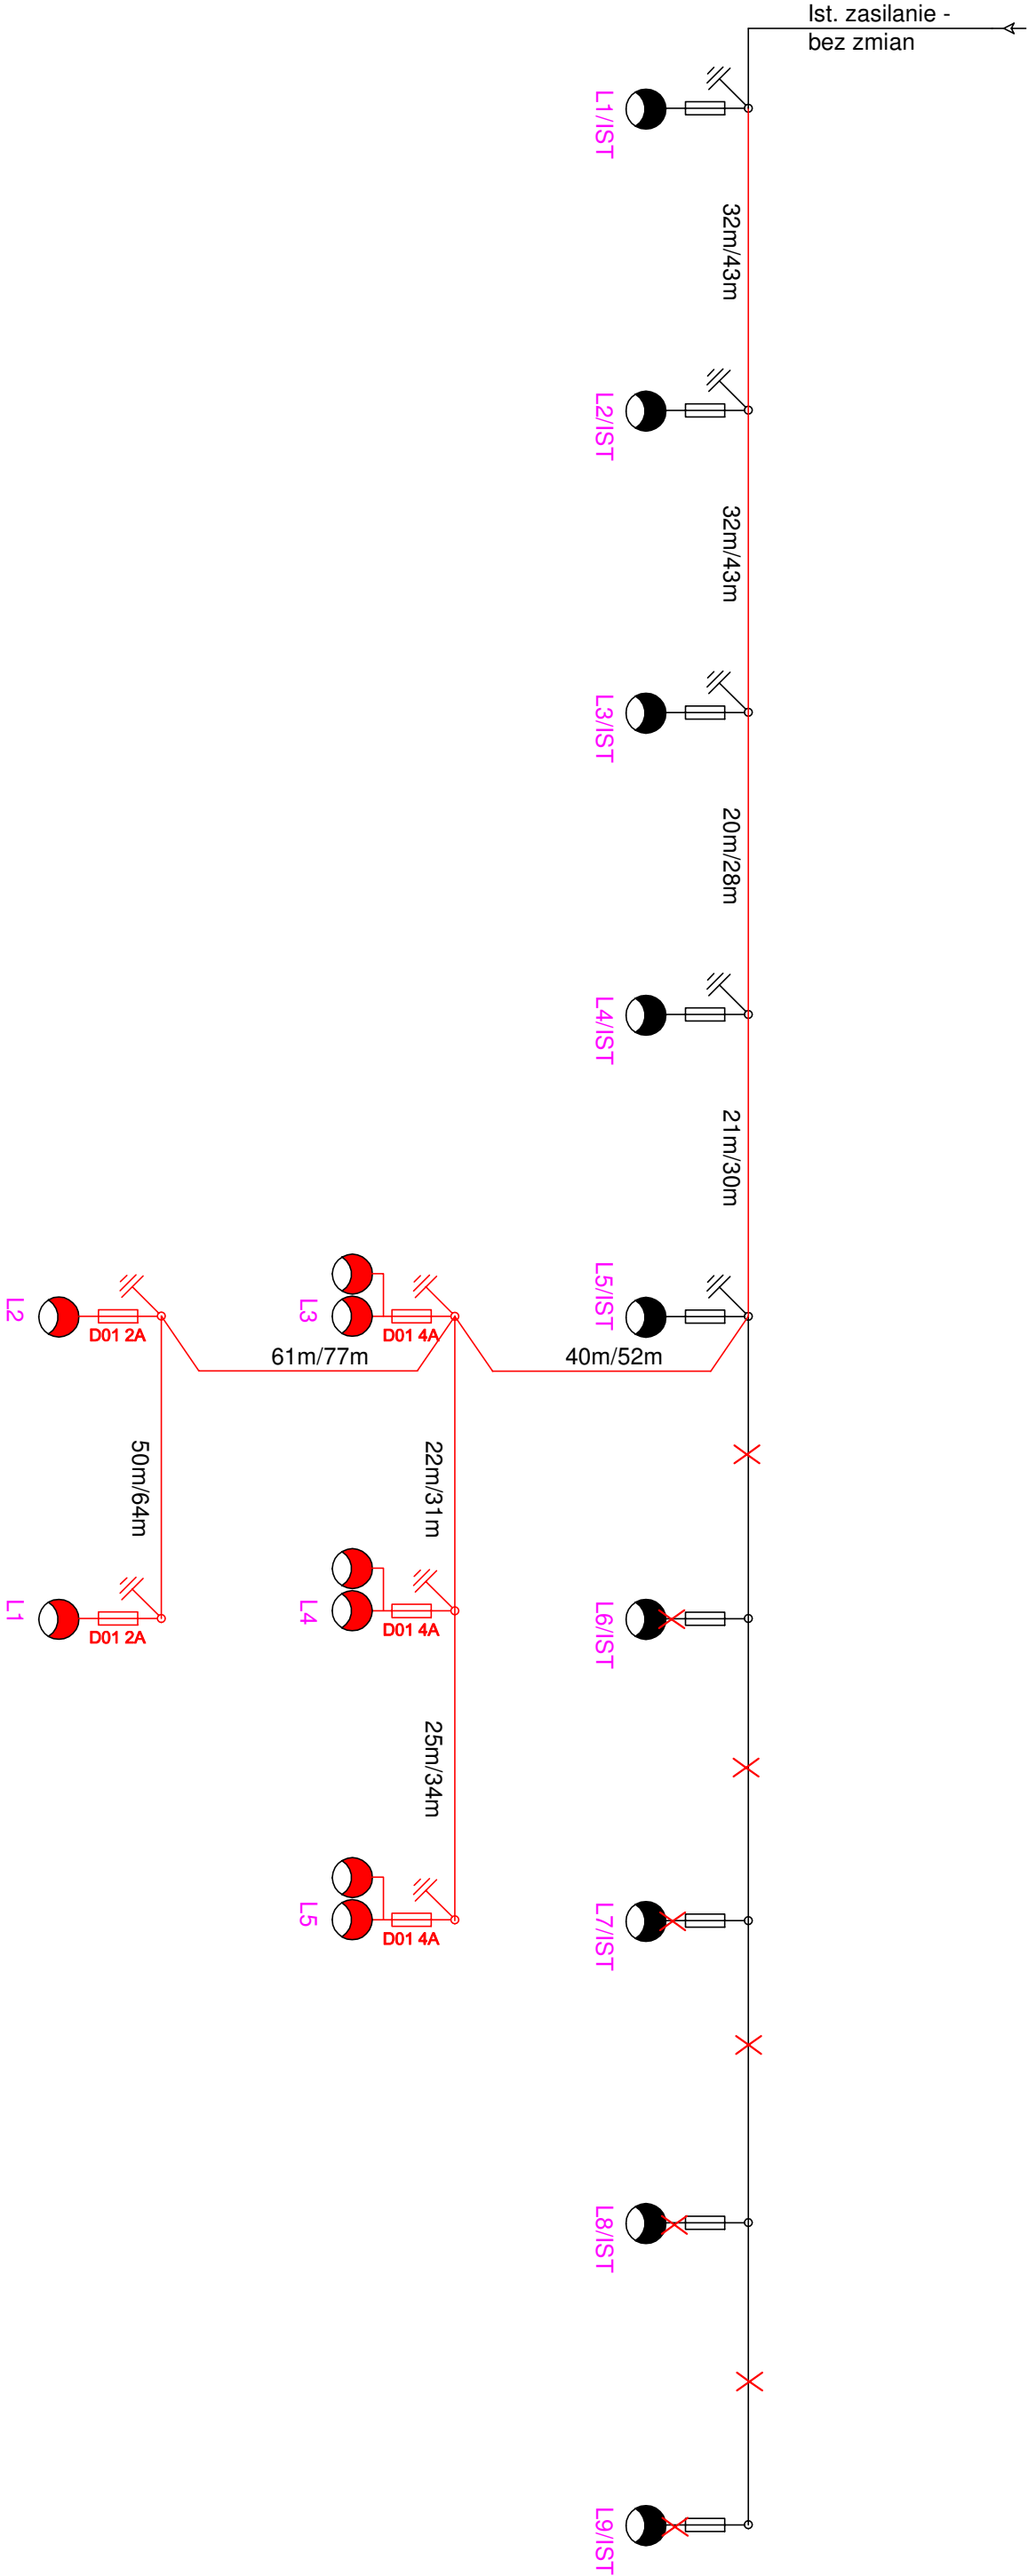 Ist. zasilanie -
bez zmian
L1/IST
32m/43m
L2/IST
32m/43m
L3/IST
20m/28m
L4/IST
21m/30m
L5/IST
40m/52m
L3
D01 4A
61m/77m
L2
D01 2A
22m/31m
50m/64m
L4
D01 4A
L1
D01 2A
L6/IST
25m/34m
L5
D01 4A
L7/IST
L8/IST
L9/IST